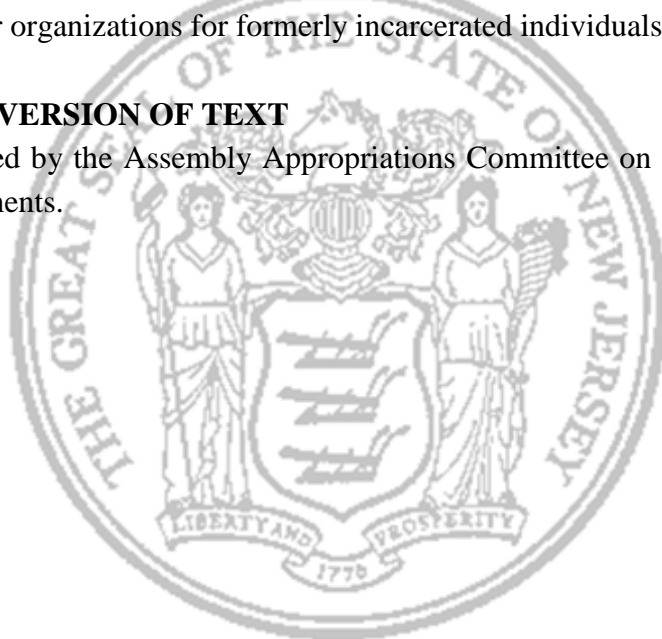 r organizations for formerly incarcerated individuals
VERSION OF TEXT
ed by the Assembly Appropriations Committee on
nents.
THE GREAT SEAL OF THE STATE OF NEW JERSEY
LIBERTY AND PROSPERITY
1776